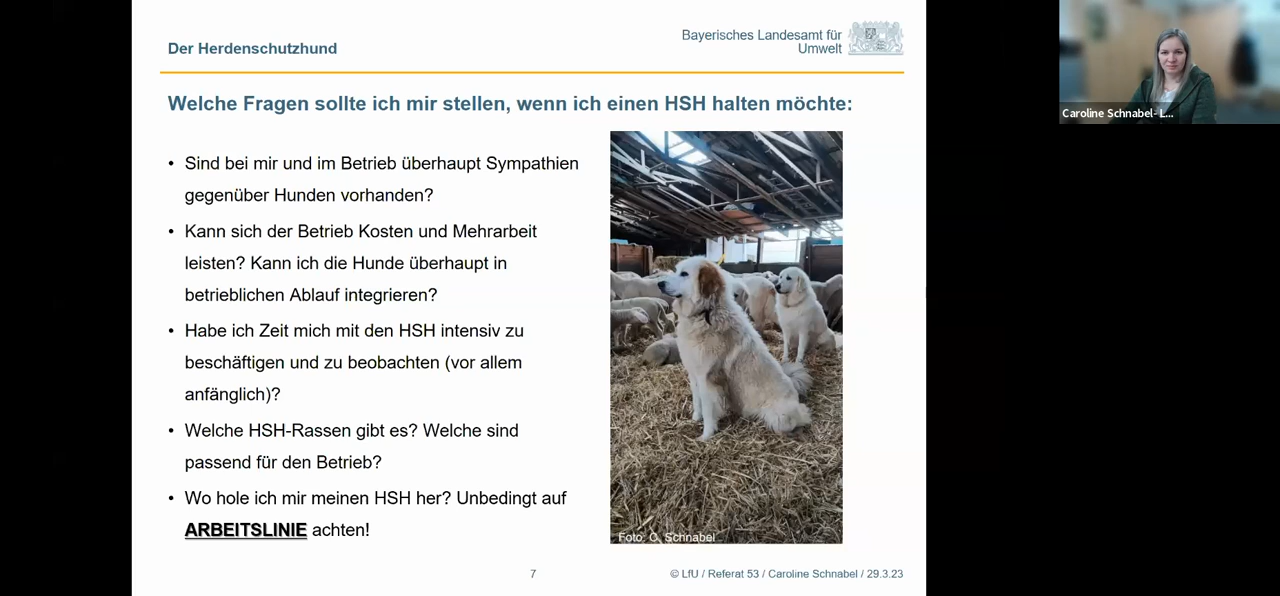 Der Herdenschutzhund
Bayerisches Landesamt für
Umwelt
Welche Fragen sollte ich mir stellen, wenn ich einen HSH halten möchte:
• Sind bei mir und im Betrieb überhaupt Sympathien
gegenüber Hunden vorhanden?
• Kann sich der Betrieb Kosten und Mehrarbeit
leisten? Kann ich die Hunde überhaupt in
betrieblichen Ablauf integrieren?
• Habe ich Zeit mich mit den HSH intensiv zu
beschäftigen und zu beobachten (vor allem
anfänglich)?
• Welche HSH-Rassen gibt es? Welche sind
passend für den Betrieb?
• Wo hole ich mir meinen HSH her? Unbedingt auf
ARBEITSLINIE achten!
Foto: C. Schnabel
7
© LfU / Referat 53 / Caroline Schnabel / 29.3.23
Caroline Schnabel- L...